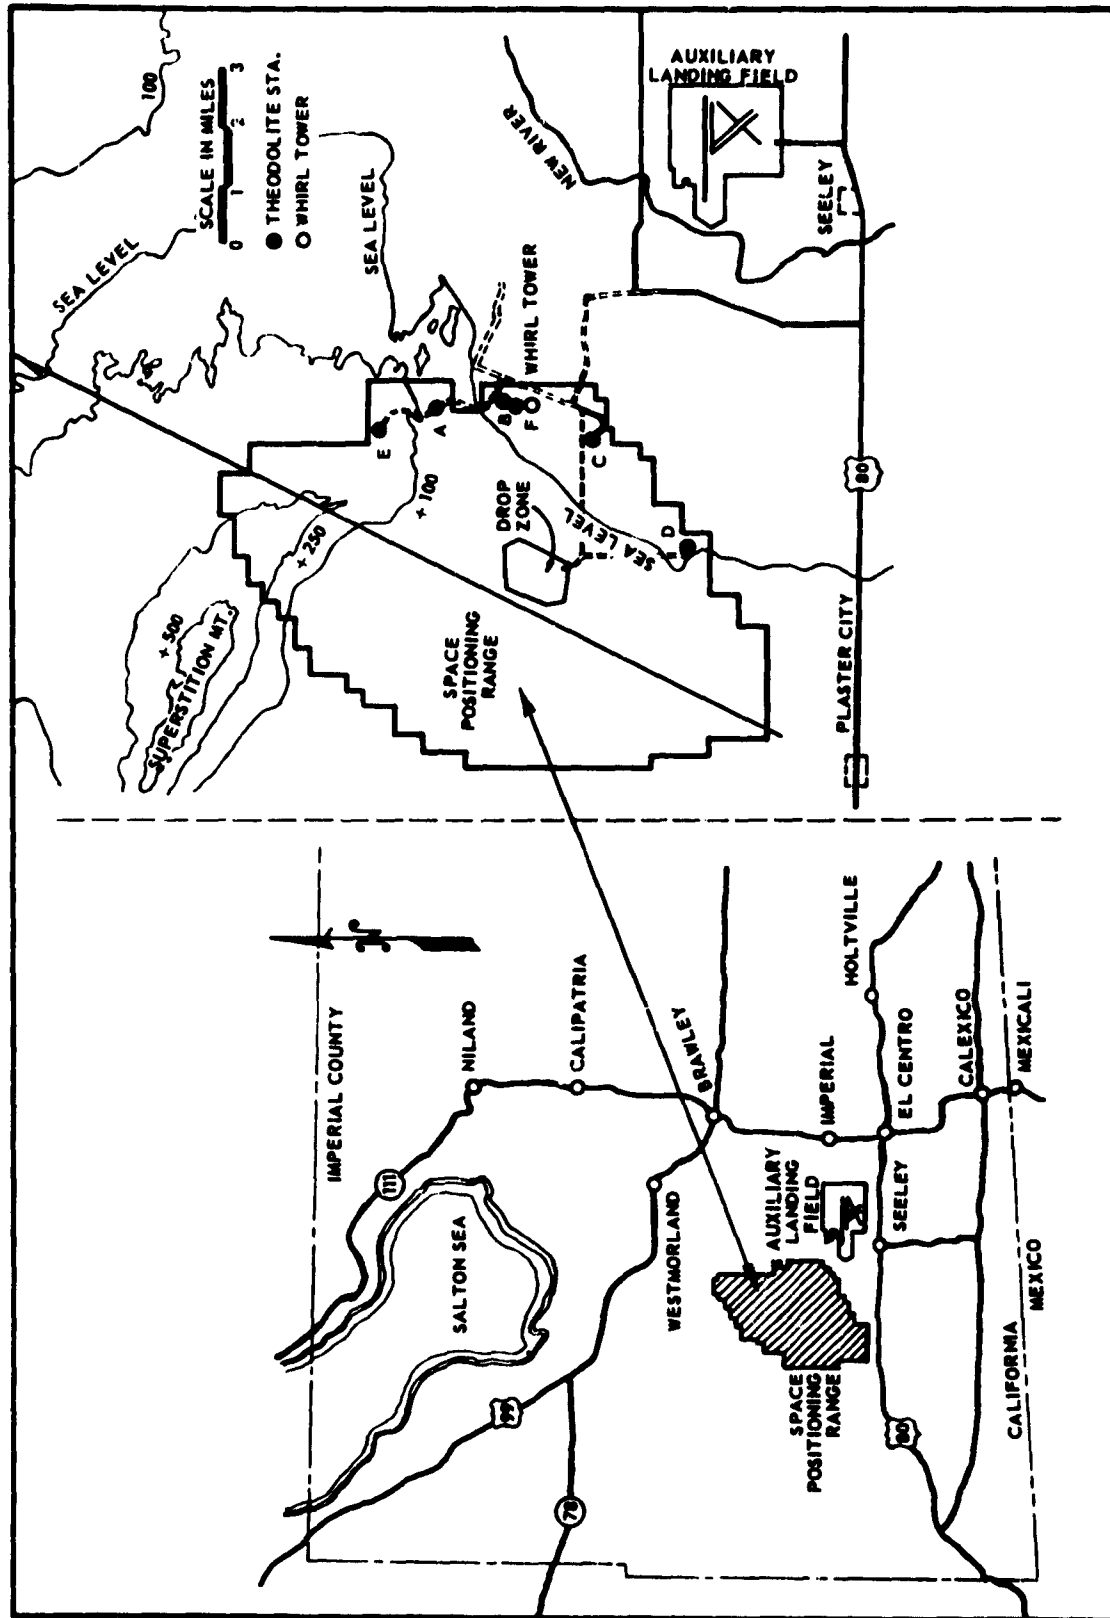 IMPERIAL COUNTY
N
111
NILAND
SALTON SEA
CALIPATRIA
99
78
WESTMORLAND
BRAWLEY
AUXILIARY
LANDING
FIELD
IMPERIAL
SPACE
POSITIONING
RANGE
HOLTVILLE
SEELEY
EL CENTRO
80
CALEXICO
CALIFORNIA
MEXICO
MEXICALI
100
SEA LEVEL
SCALE IN MILES
0
1
2
3
THEODOLITE STA.
WHIRL TOWER
+500
SUPERSTITION MT.
+250
SEA LEVEL
E
+100
A
SPACE
POSITIONING
RANGE
DROP
ZONE
B
F
WHIRL TOWER
NEW RIVER
C
SEA LEVEL
D
AUXILIARY
LANDING FIELD
PLASTER CITY
80
SEELEY